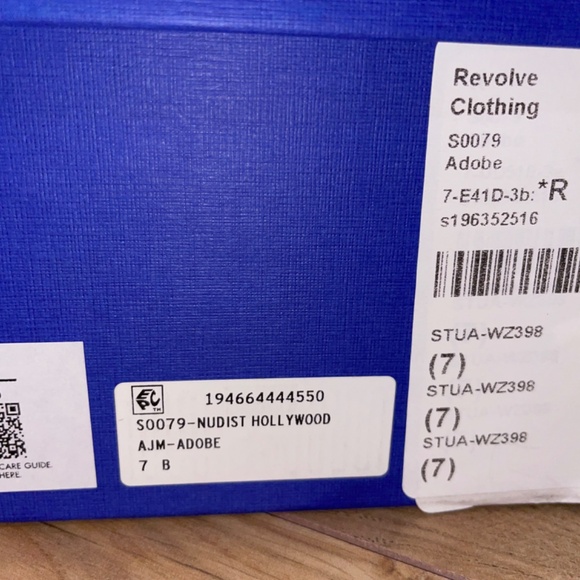 Revolve
Clothing
S0079
Adobe
7-E41D-3b: *R
s196352516
STUA-WZ398
(7)
STUA-WZ398
(7)
STUA-WZ398
(7)
194664444550
S0079-NUDIST HOLLYWOOD
AJM-ADOBE
7 B
CARE GUIDE.
HERE.